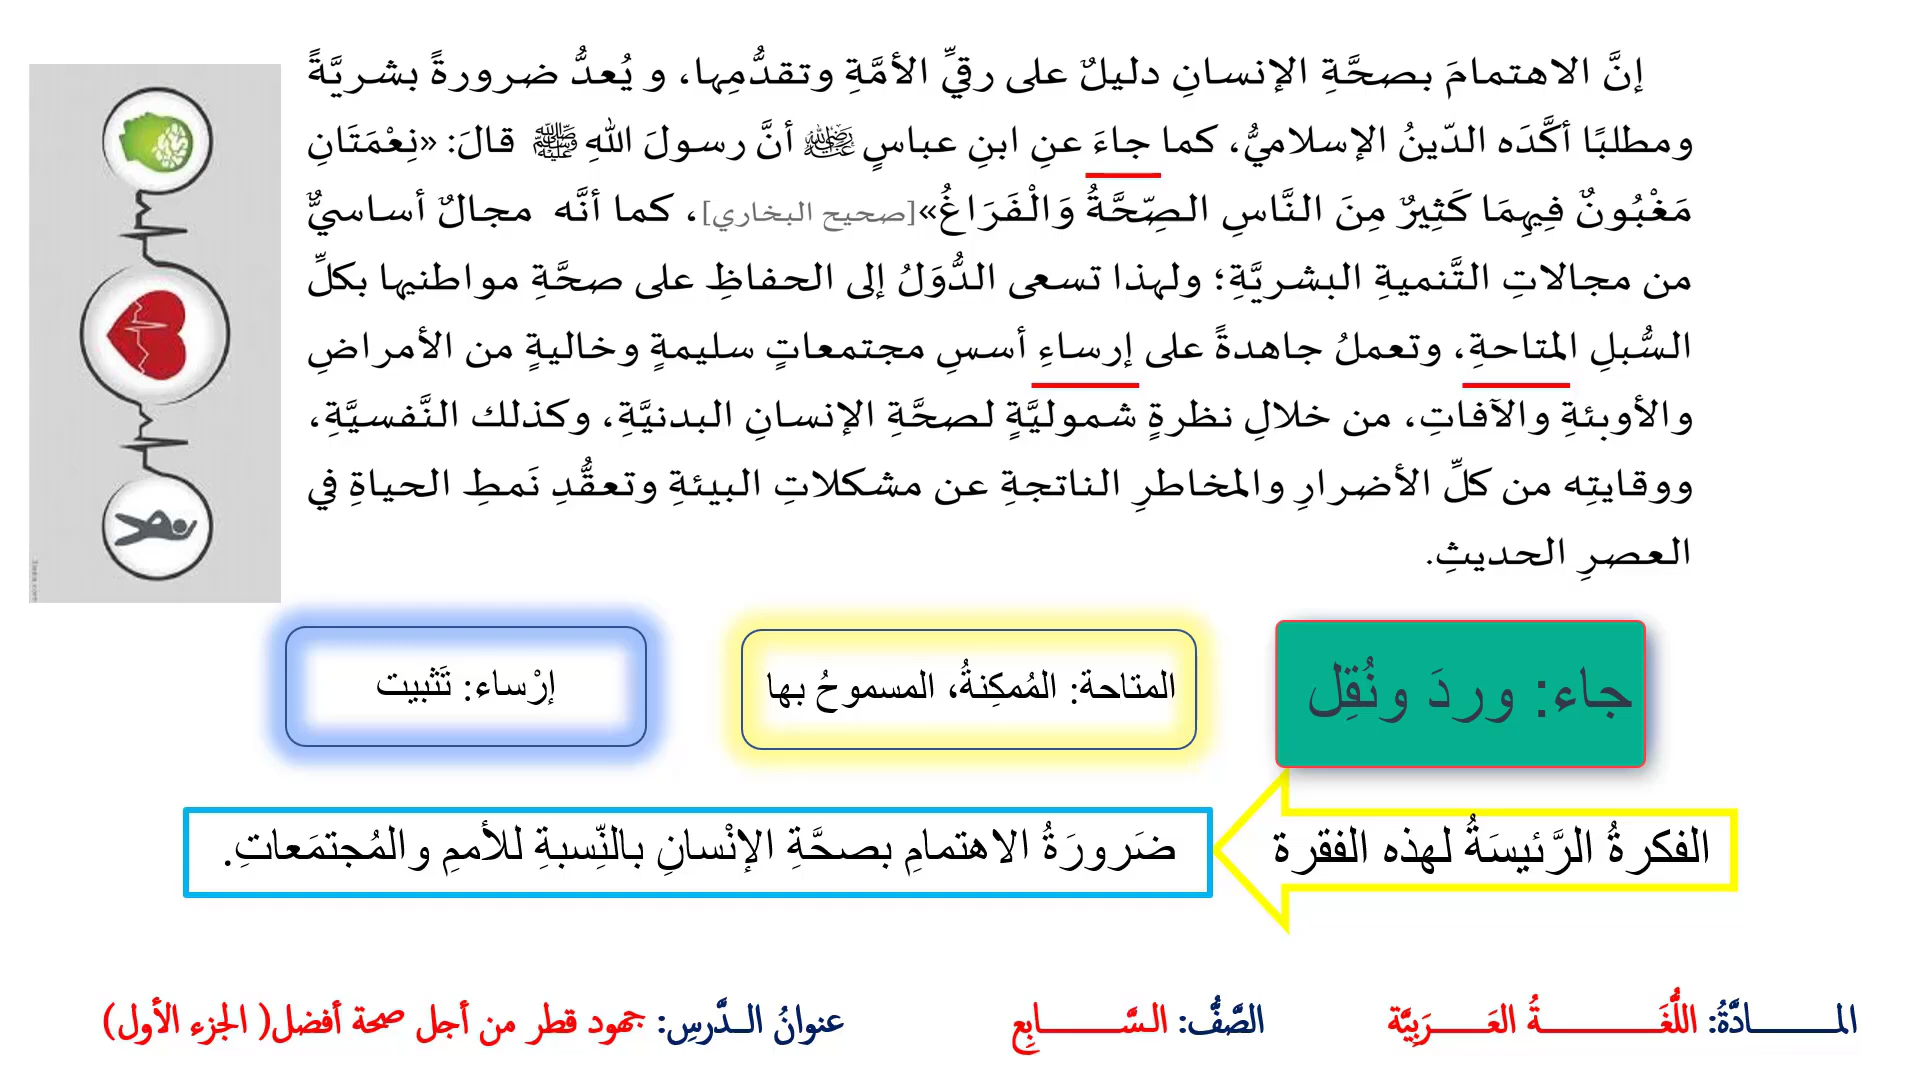 إنَّ الاهتمامَ بصحَّةِ الإنسانِ دليلٌ على رقيِّ الأمَّةِ وتقدُّمِها، و يُعدُّ ضرورةً بشريَّةً
ومطلبًا أكَّدَه الدّينُ الإسلاميُّ، كما جاءَ عنِ ابنِ عباسٍ ﵁ أنَّ رسولَ اللهِ ﷺ قالَ: «نِعْمَتَانِ
مَغْبُونٌ فِيهِمَا كَثِيرٌ مِنَ النَّاسِ الصِّحَّةُ وَالْفَرَاغُ»[صحيح البخاري]، كما أنَّه مجالٌ أساسيٌّ
من مجالاتِ التَّنميةِ البشريَّةِ؛ ولهذا تسعى الدُّوَلُ إلى الحفاظِ على صحَّةِ مواطنيها بكلِّ
السُّبلِ المتاحةِ، وتعملُ جاهدةً على إرساءِ أسسِ مجتمعاتٍ سليمةٍ وخاليةٍ من الأمراضِ
والأوبئةِ والآفاتِ، من خلالِ نظرةٍ شموليَّةٍ لصحَّةِ الإنسانِ البدنيَّةِ، وكذلك النَّفسيَّةِ،
ووقايتِه من كلِّ الأضرارِ والمخاطرِ الناتجةِ عن مشكلاتِ البيئةِ وتعقُّدِ نَمطِ الحياةِ في
العصرِ الحديثِ.
جاء: وردَ ونُقِل
المتاحة: المُمكِنةُ، المسموحُ بها
إرْساء: تَثبيت
الفكرةُ الرَّئيسَةُ لهذه الفقرة
ضَرورَةُ الاهتمامِ بصحَّةِ الإنْسانِ بالنّسبةِ للأممِ والمُجتمَعاتِ.
المــــــــادَّةُ: اللُّغَــــــــــــةُ العَـــــرَبِيَّة
الصَّفُّ: السَّـــــــــابِع
عنوانُ الــدَّرسِ: جهود قطر من أجل صحة أفضل( الجزء الأول)